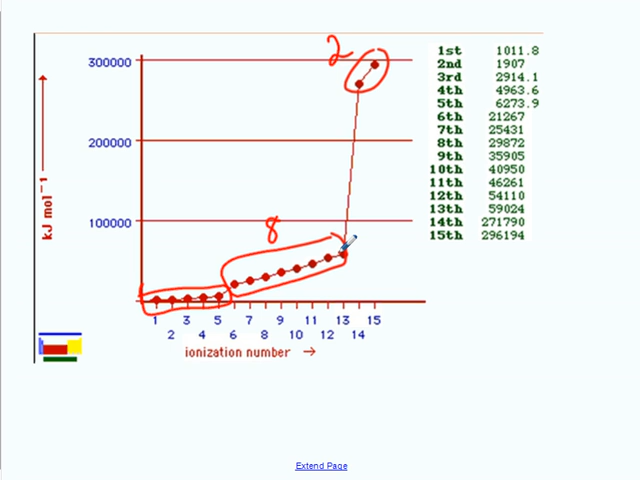 2
300000
200000
100000
8
kJ mol⁻¹
1 3 5 7 9 11 13 15
2 4 6 8 10 12 14
ionization number →
1st 1011.8
2nd 1907
3rd 2914.1
4th 4963.6
5th 6273.9
6th 21267
7th 25431
8th 29872
9th 35905
10th 40950
11th 46261
12th 54110
13th 59024
14th 271790
15th 296194
Extend Page